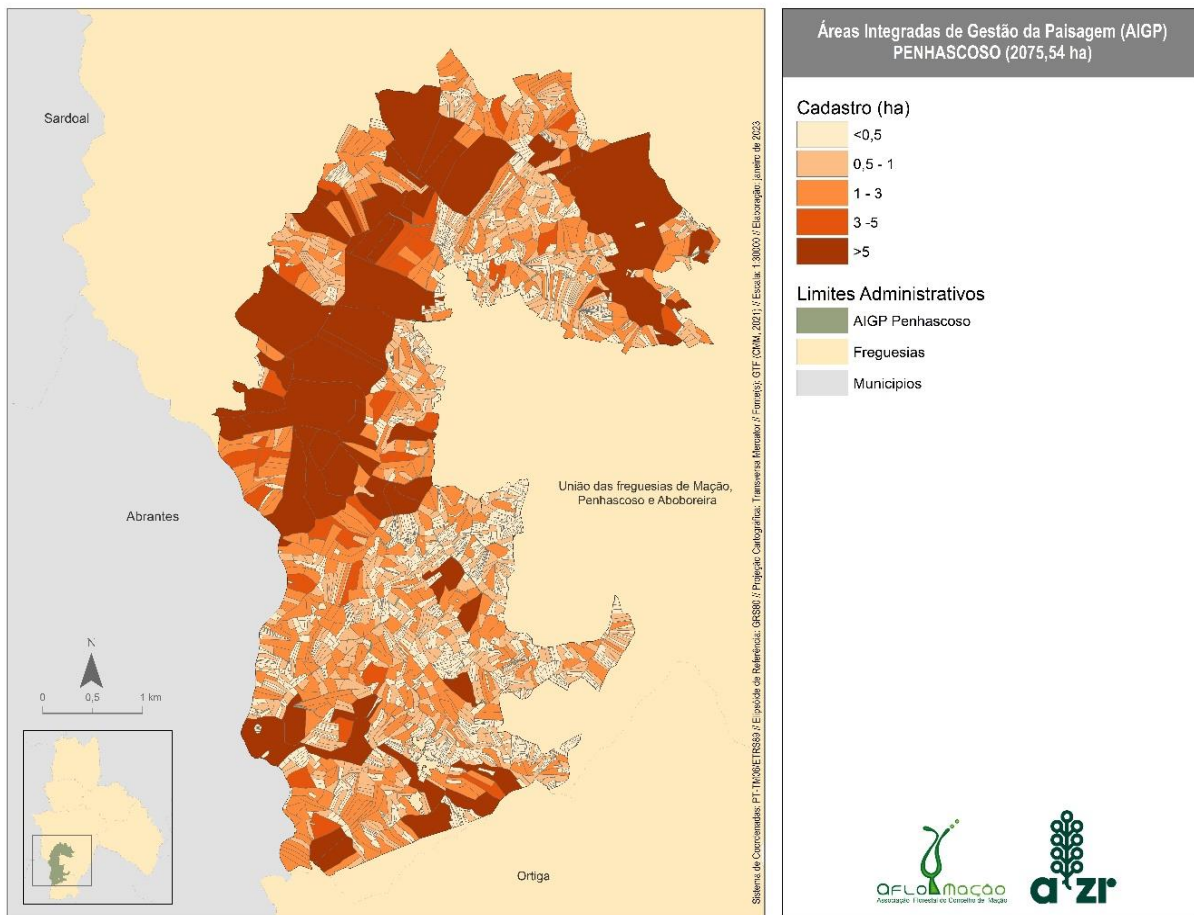 Áreas Integradas de Gestão da Paisagem (AIGP)
PENHASCOSO (2075,54 ha)
Cadastro (ha)
<0,5
0,5 - 1
1 - 3
3 -5
>5
Limites Administrativos
AIGP Penhascoso
Freguesias
Municípios
Sardoal
Abrantes
União das freguesias de Mação,
Penhascoso e Aboboreira
Ortiga
N
0 0,5 1 km
Sistema de Coordenadas: PT-TM06/ETRS89 // Elipsóide de Referência: GRS80 // Projeção Cartográfica: Transversa Mercator // Fonte(s): GTF (CMM, 2021); // Escala: 1:30000 // Elaboração: janeiro de 2023
aflomação
Associação Florestal do Concelho de Mação
a zr